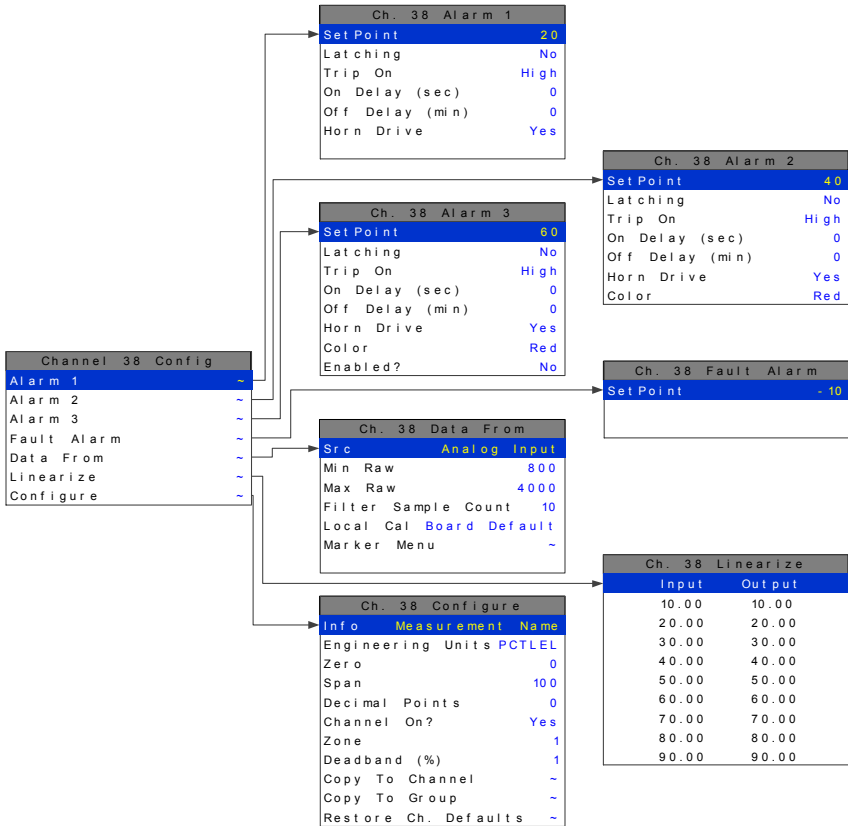 Channel 38 Config
Alarm 1 ~
Alarm 2 ~
Alarm 3 ~
Fault Alarm ~
Data From ~
Linearize ~
Configure ~
Ch. 38 Alarm 1
SetPoint 20
Latching No
Trip On High
On Delay (sec) 0
Off Delay (min) 0
Horn Drive Yes
Ch. 38 Alarm 2
SetPoint 40
Latching No
Trip On High
On Delay (sec) 0
Off Delay (min) 0
Horn Drive Yes
Color Red
Ch. 38 Alarm 3
SetPoint 60
Latching No
Trip On High
On Delay (sec) 0
Off Delay (min) 0
Horn Drive Yes
Color Red
Enabled? No
Ch. 38 Fault Alarm
SetPoint -10
Ch. 38 Data From
Src Analog Input
Min Raw 800
Max Raw 4000
Filter Sample Count 10
Local Cal Board Default
Marker Menu ~
Ch. 38 Linearize
Input Output
10.00 10.00
20.00 20.00
30.00 30.00
40.00 40.00
50.00 50.00
60.00 60.00
70.00 70.00
80.00 80.00
90.00 90.00
Ch. 38 Configure
Info Measurement Name
Engineering Units PCTLEL
Zero 0
Span 100
Decimal Points 0
Channel On? Yes
Zone 1
Deadband (%) 1
Copy To Channel ~
Copy To Group ~
Restore Ch. Defaults ~